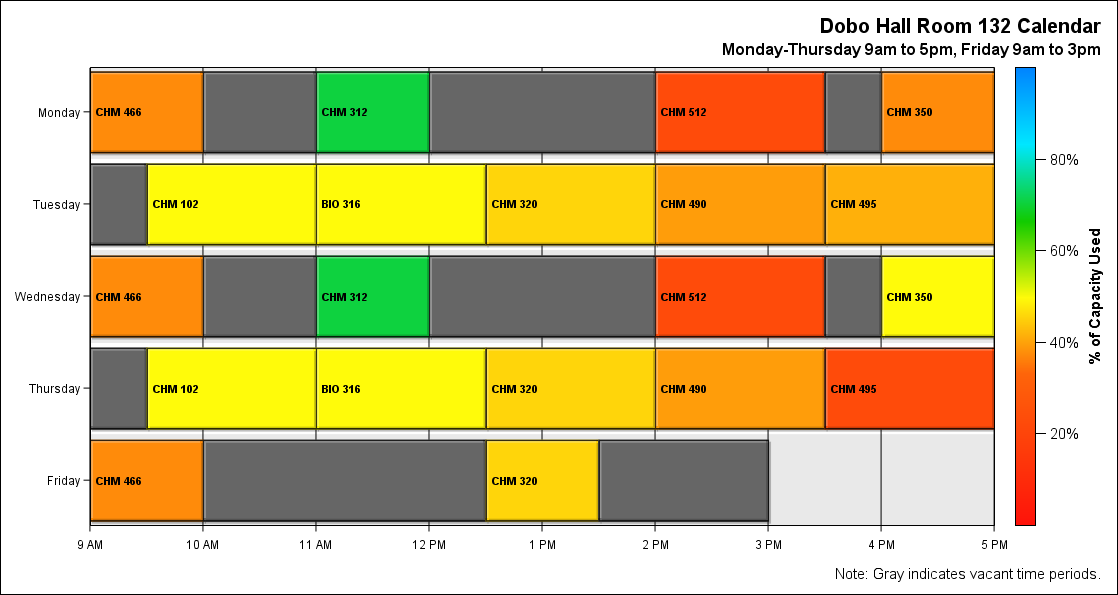 Dobo Hall Room 132 Calendar
Monday-Thursday 9am to 5pm, Friday 9am to 3pm
Monday
CHM 466
CHM 312
CHM 512
CHM 350
Tuesday
CHM 102
BIO 316
CHM 320
CHM 490
CHM 495
Wednesday
CHM 466
CHM 312
CHM 512
CHM 350
Thursday
CHM 102
BIO 316
CHM 320
CHM 490
CHM 495
Friday
CHM 466
CHM 320
9 AM
10 AM
11 AM
12 PM
1 PM
2 PM
3 PM
4 PM
5 PM
80%
60%
40%
20%
% of Capacity Used
Note: Gray indicates vacant time periods.